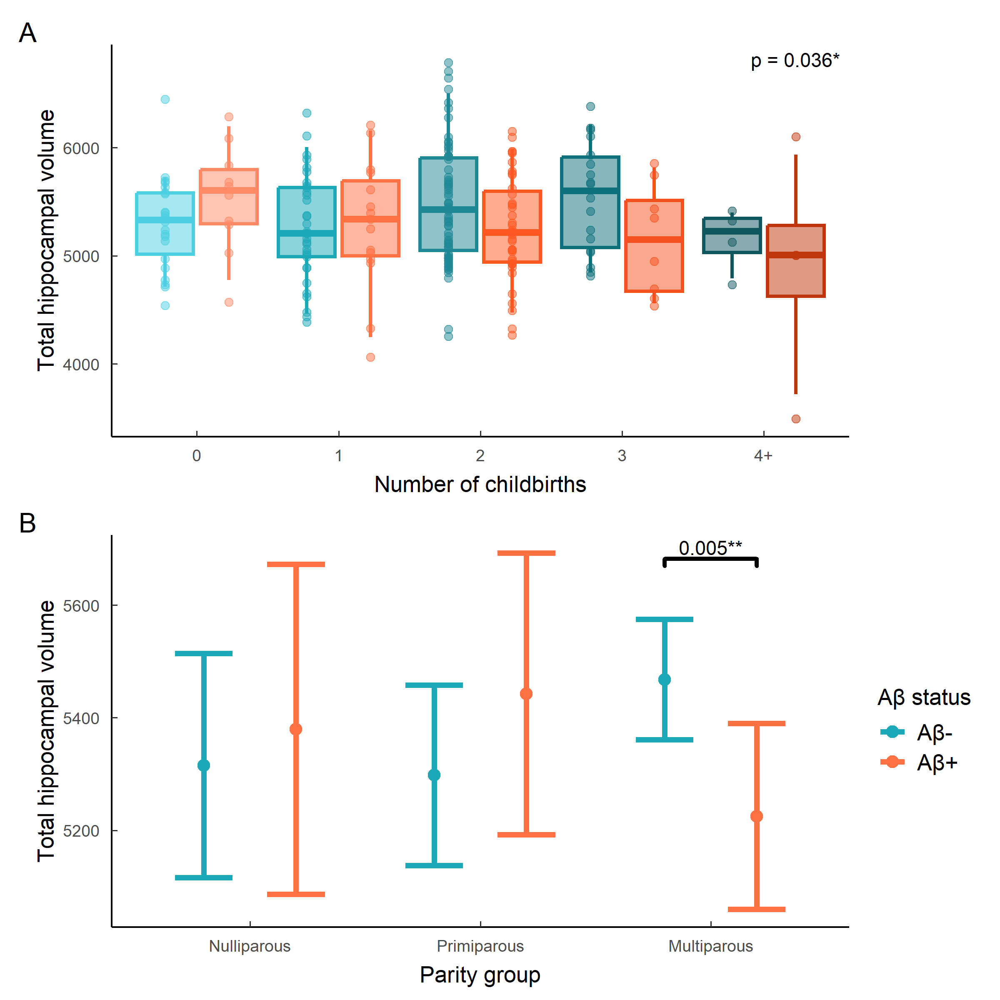 A
p = 0.036*
Total hippocampal volume
6000
5000
4000
0
1
2
3
4+
Number of childbirths
B
0.005**
Total hippocampal volume
5600
5400
5200
Nulliparous
Primiparous
Multiparous
Parity group
Aβ status
Aβ-
Aβ+